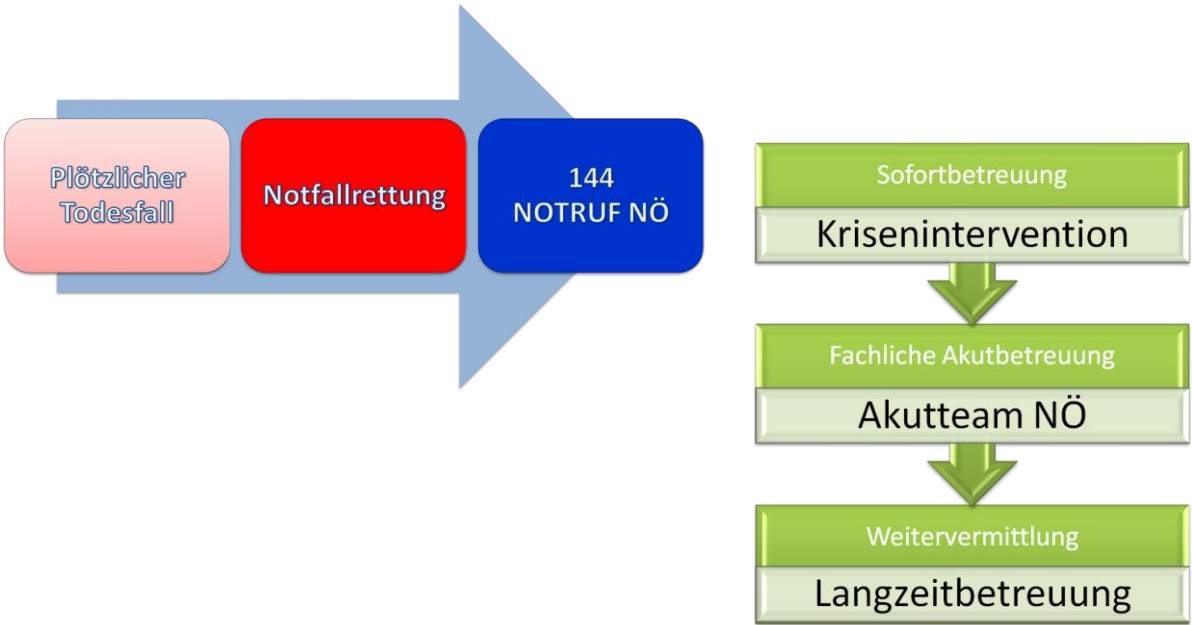 Plötzlicher
Todesfall
Notfallrettung
144
NOTRUF NÖ
Sofortbetreuung
Krisenintervention
Fachliche Akutbetreuung
Akutteam NÖ
Weitervermittlung
Langzeitbetreuung